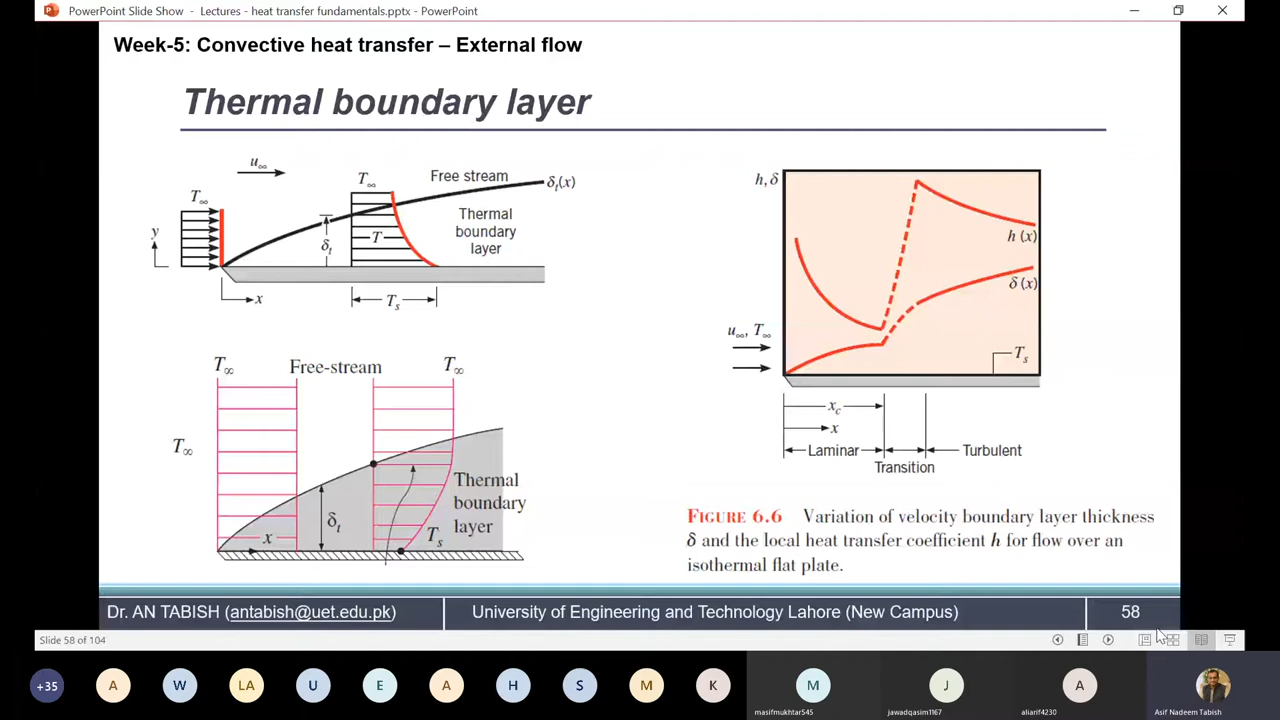 PowerPoint Slide Show - Lectures - heat transfer fundamentals.pptx - PowerPoint
Week-5: Convective heat transfer – External flow
Thermal boundary layer
u∞
T∞
T∞
Free stream
δt(x)
y
δt
T
Thermal
boundary
layer
x
Ts
T∞
Free-stream
T∞
T∞
δt
x
Ts
Thermal
boundary
layer
h, δ
h (x)
δ (x)
u∞, T∞
Ts
xc
x
Laminar
Transition
Turbulent
FIGURE 6.6 Variation of velocity boundary layer thickness
δ and the local heat transfer coefficient h for flow over an
isothermal flat plate.
Dr. AN TABISH (antabish@uet.edu.pk)
University of Engineering and Technology Lahore (New Campus)
58
Slide 58 of 104
+35
A
W
LA
U
E
A
H
S
M
K
M
J
A
masifmukhtar545
jawadqasim1167
aliarif4230
Asif Nadeem Tabish